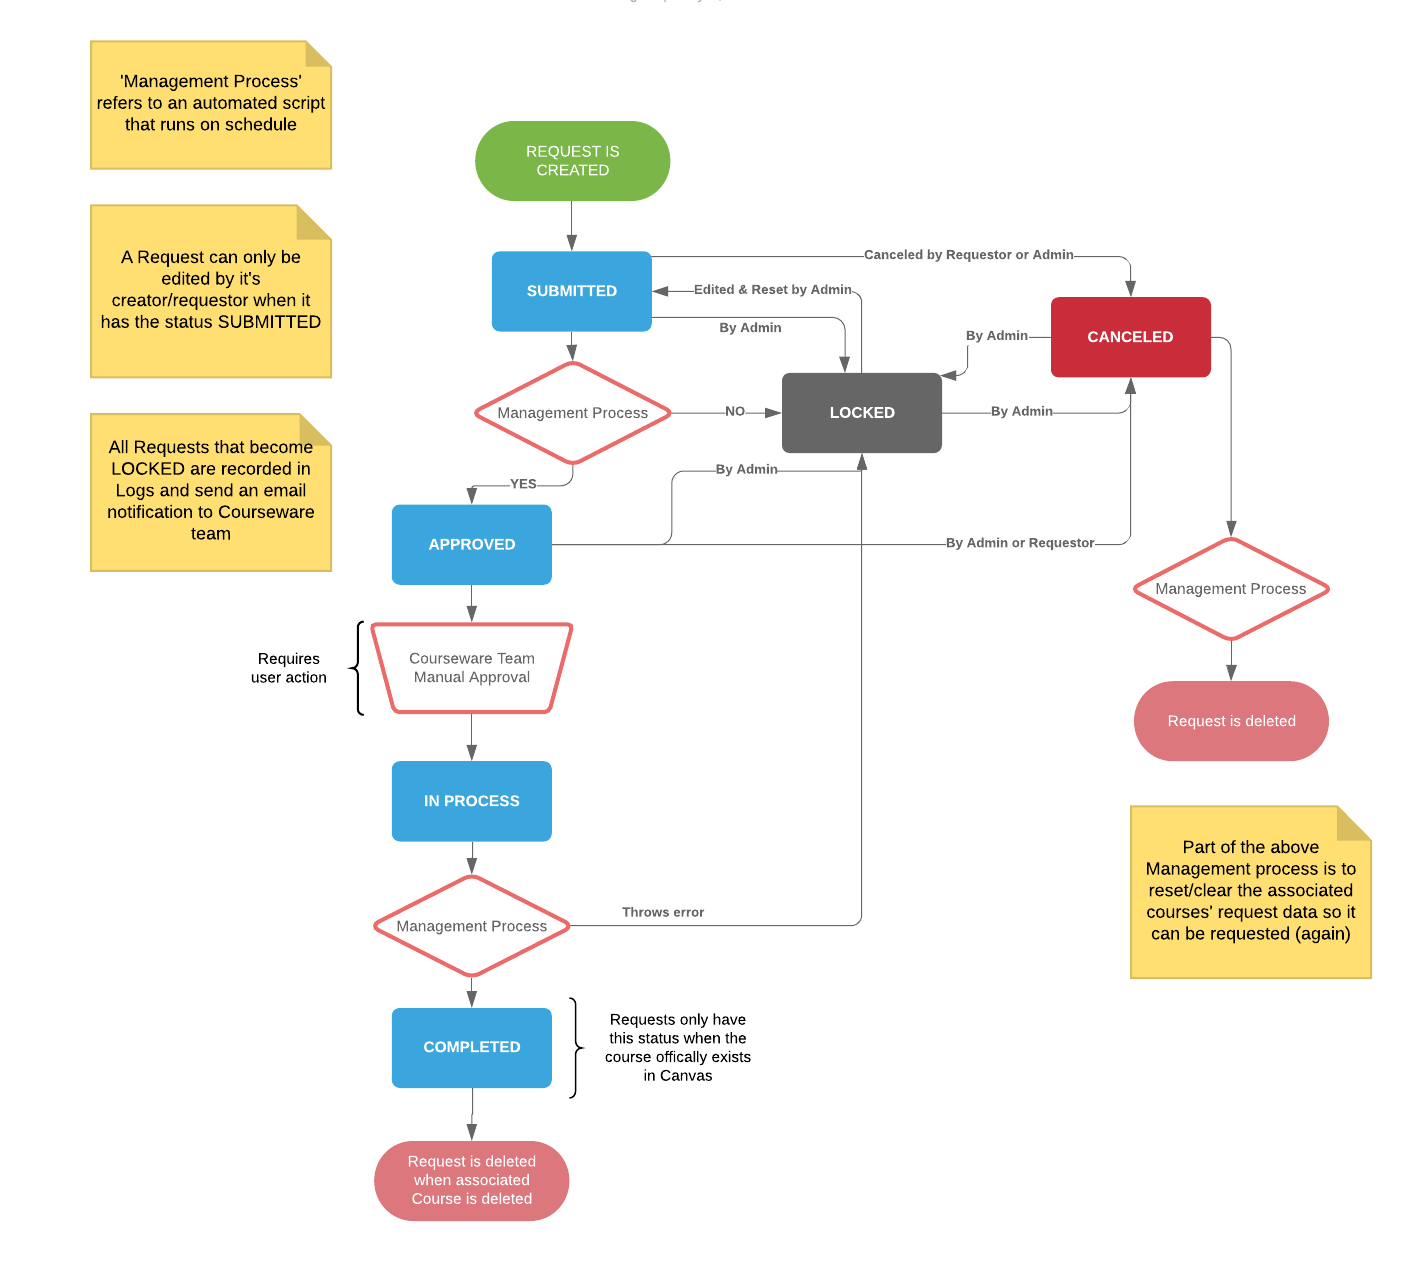 'Management Process'
refers to an automated script
that runs on schedule
A Request can only be
edited by it's
creator/requestor when it
has the status SUBMITTED
All Requests that become
LOCKED are recorded in
Logs and send an email
notification to Courseware
team
REQUEST IS
CREATED
SUBMITTED
Canceled by Requestor or Admin
Edited & Reset by Admin
By Admin
By Admin
CANCELED
Management Process
NO
LOCKED
By Admin
YES
By Admin
APPROVED
By Admin or Requestor
Management Process
Request is deleted
Requires
user action
Courseware Team
Manual Approval
IN PROCESS
Part of the above
Management process is to
reset/clear the associated
courses' request data so it
can be requested (again)
Management Process
Throws error
COMPLETED
Requests only have
this status when the
course offically exists
in Canvas
Request is deleted
when associated
Course is deleted